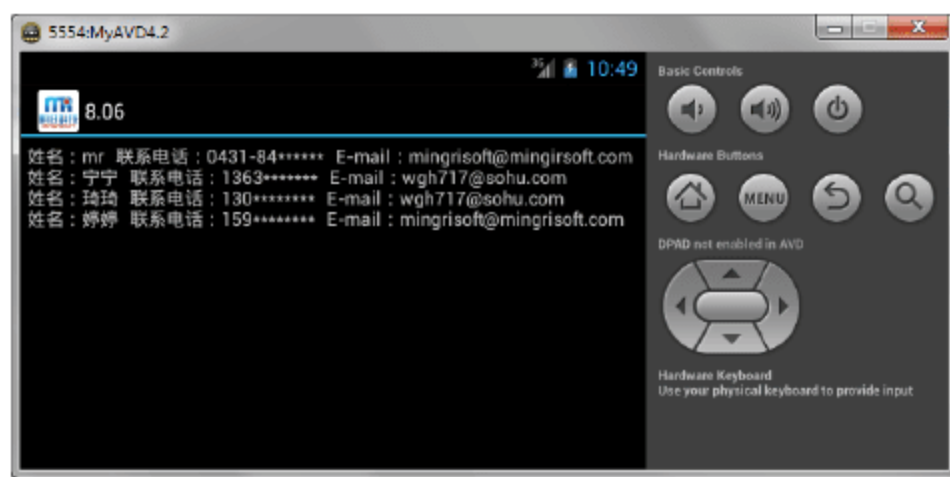 5554:MyAVD4.2
3G 10:49
8.06
姓名：mr 联系电话：0431-84****** E-mail：mingrisoft@mingirsoft.com
姓名：宁宁 联系电话：1363******* E-mail：wgh717@sohu.com
姓名：琦琦 联系电话：130******** E-mail：wgh717@sohu.com
姓名：婷婷 联系电话：159******** E-mail：mingrisoft@mingrisoft.com
Basic Controls
Hardware Buttons
MENU
DPAD not enabled in AVD
Hardware Keyboard
Use your physical keyboard to provide input